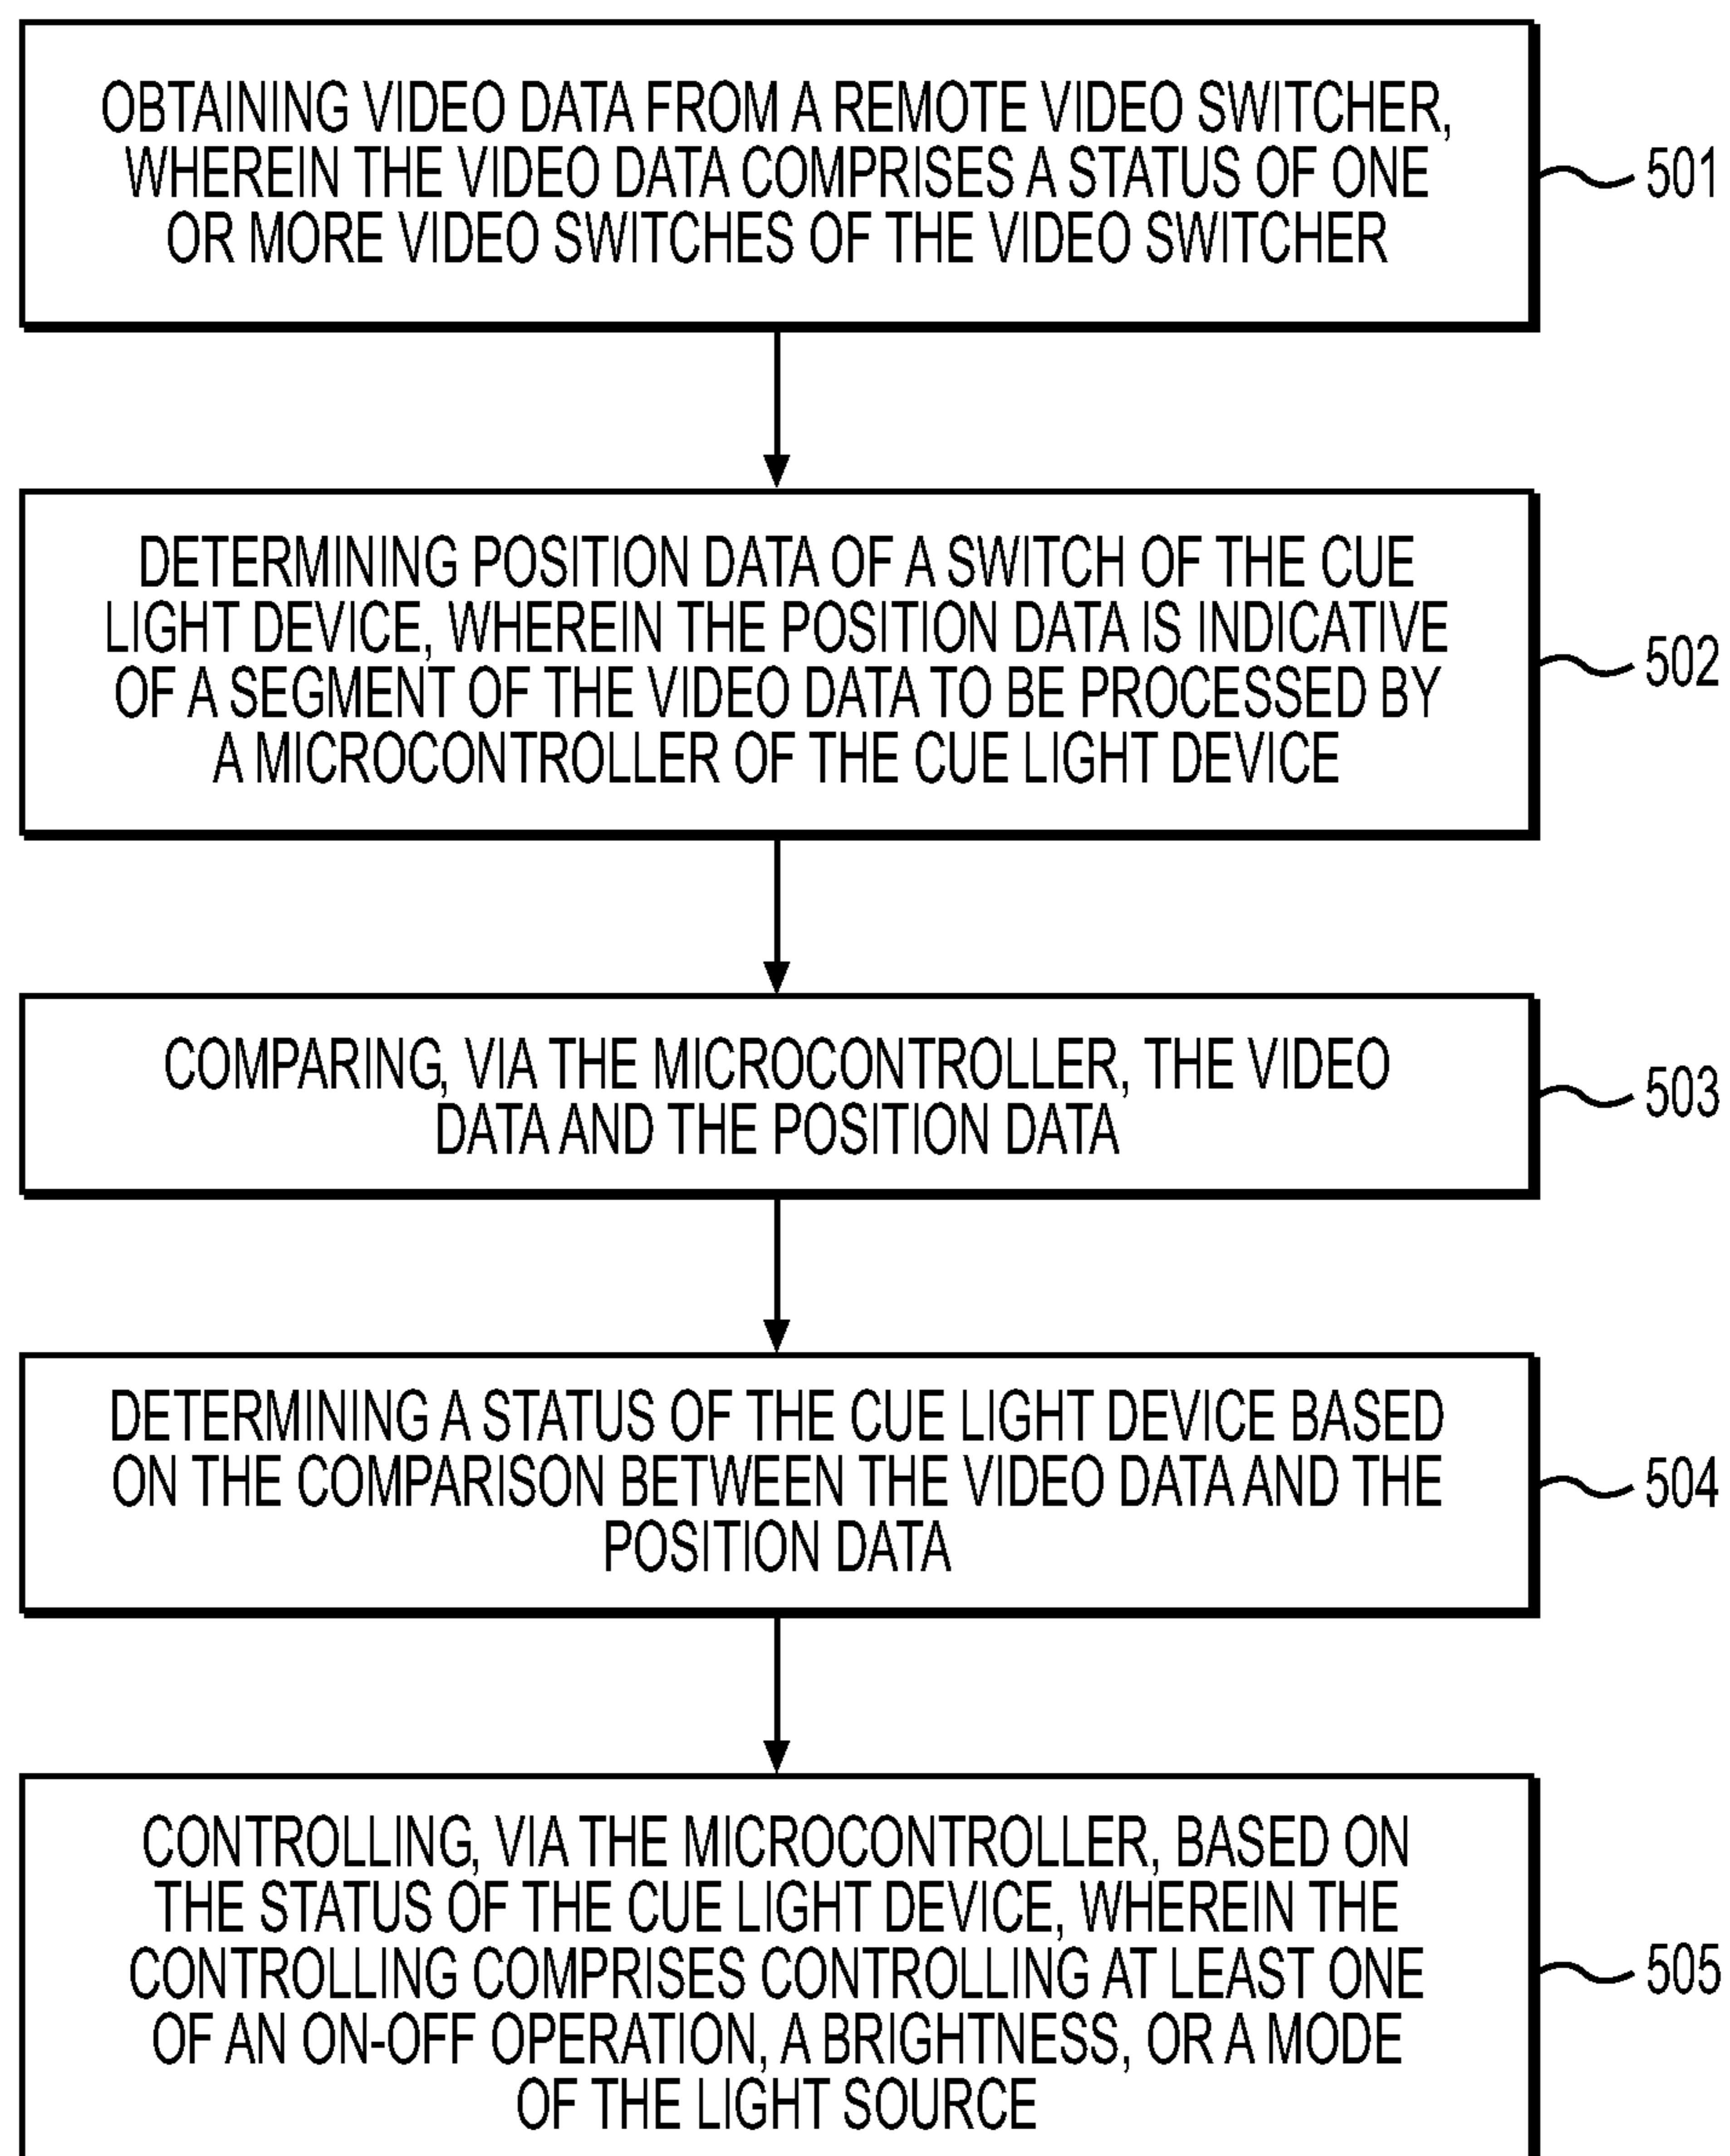 OBTAINING VIDEO DATA FROM A REMOTE VIDEO SWITCHER,
WHEREIN THE VIDEO DATA COMPRISES A STATUS OF ONE
OR MORE VIDEO SWITCHES OF THE VIDEO SWITCHER
501
DETERMINING POSITION DATA OF A SWITCH OF THE CUE
LIGHT DEVICE, WHEREIN THE POSITION DATA IS INDICATIVE
OF A SEGMENT OF THE VIDEO DATA TO BE PROCESSED BY
A MICROCONTROLLER OF THE CUE LIGHT DEVICE
502
COMPARING, VIA THE MICROCONTROLLER, THE VIDEO
DATA AND THE POSITION DATA
503
DETERMINING A STATUS OF THE CUE LIGHT DEVICE BASED
ON THE COMPARISON BETWEEN THE VIDEO DATA AND THE
POSITION DATA
504
CONTROLLING, VIA THE MICROCONTROLLER, BASED ON
THE STATUS OF THE CUE LIGHT DEVICE, WHEREIN THE
CONTROLLING COMPRISES CONTROLLING AT LEAST ONE
OF AN ON-OFF OPERATION, A BRIGHTNESS, OR A MODE
OF THE LIGHT SOURCE
505